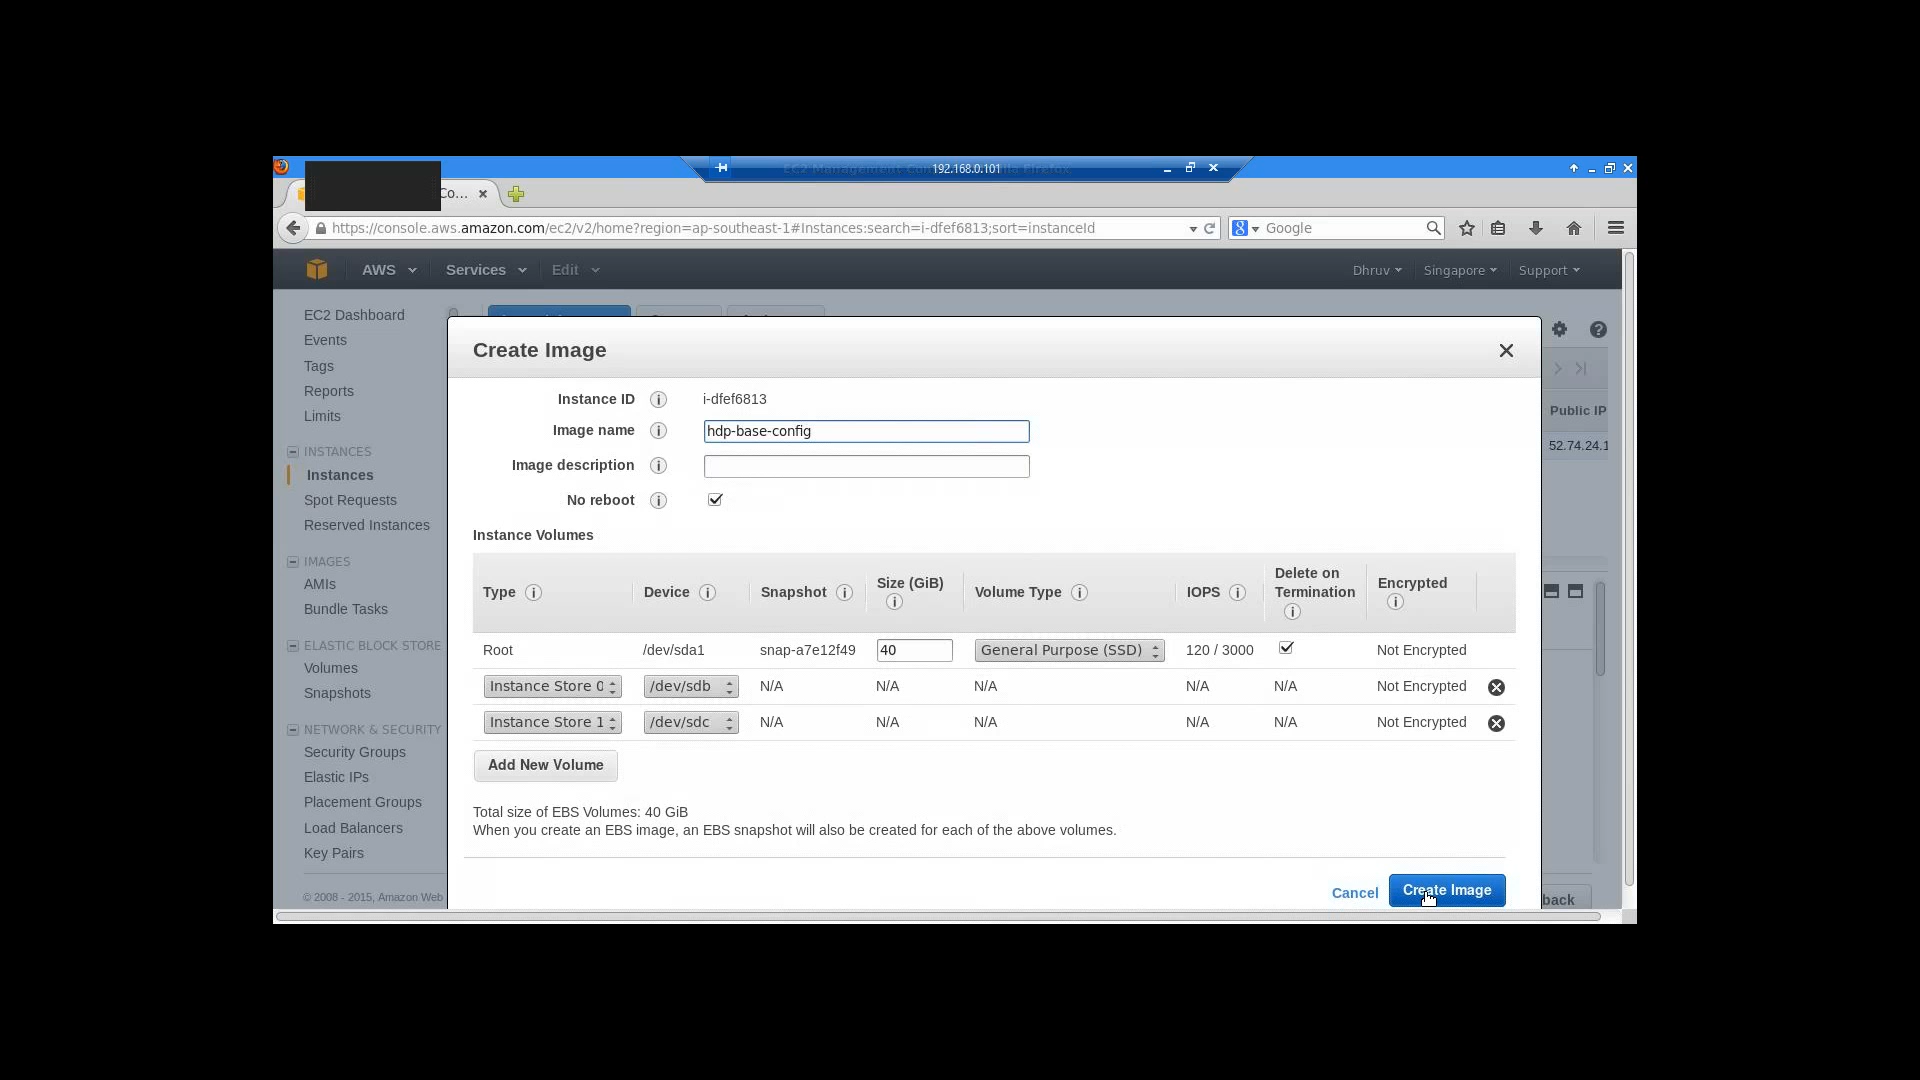 192.168.0.101
Co...
https://console.aws.amazon.com/ec2/v2/home?region=ap-southeast-1#Instances:search=i-dfef6813;sort=instanceId
Google
AWS Services Edit Dhruv Singapore Support
EC2 Dashboard
Events
Tags
Reports
Limits
INSTANCES
Instances
Spot Requests
Reserved Instances
IMAGES
AMIs
Bundle Tasks
ELASTIC BLOCK STORE
Volumes
Snapshots
NETWORK & SECURITY
Security Groups
Elastic IPs
Placement Groups
Load Balancers
Key Pairs
© 2008 - 2015, Amazon Web
Create Image
Instance ID i-dfef6813
Image name hdp-base-config
Image description
No reboot
Instance Volumes
Type Device Snapshot Size (GiB) Volume Type IOPS Delete on Termination Encrypted
Root /dev/sda1 snap-a7e12f49 40 General Purpose (SSD) 120 / 3000 Not Encrypted
Instance Store 0 /dev/sdb N/A N/A N/A N/A N/A Not Encrypted
Instance Store 1 /dev/sdc N/A N/A N/A N/A N/A Not Encrypted
Add New Volume
Total size of EBS Volumes: 40 GiB
When you create an EBS image, an EBS snapshot will also be created for each of the above volumes.
Cancel Create Image
Public IP
52.74.24.1
back